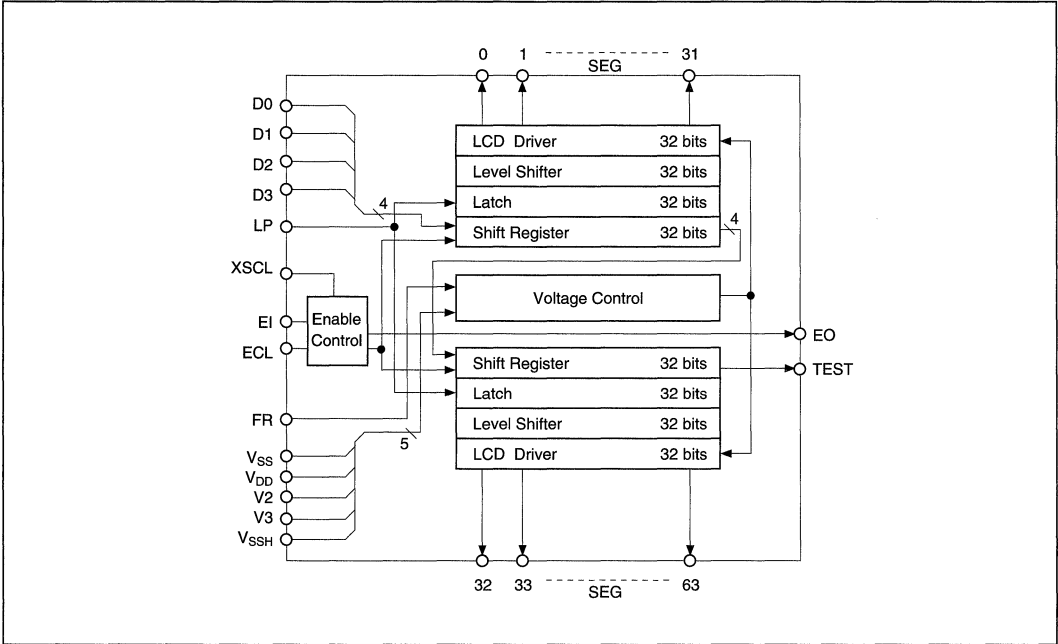 0 1 31
SEG
D0
D1
D2
D3
LP
XSCL
EI
ECL
FR
VSS
VDD
V2
V3
VSSH
4
5
Enable
Control
LCD Driver 32 bits
Level Shifter 32 bits
Latch 32 bits
Shift Register 32 bits
4
Voltage Control
Shift Register 32 bits
Latch 32 bits
Level Shifter 32 bits
LCD Driver 32 bits
EO
TEST
32 33 63
SEG